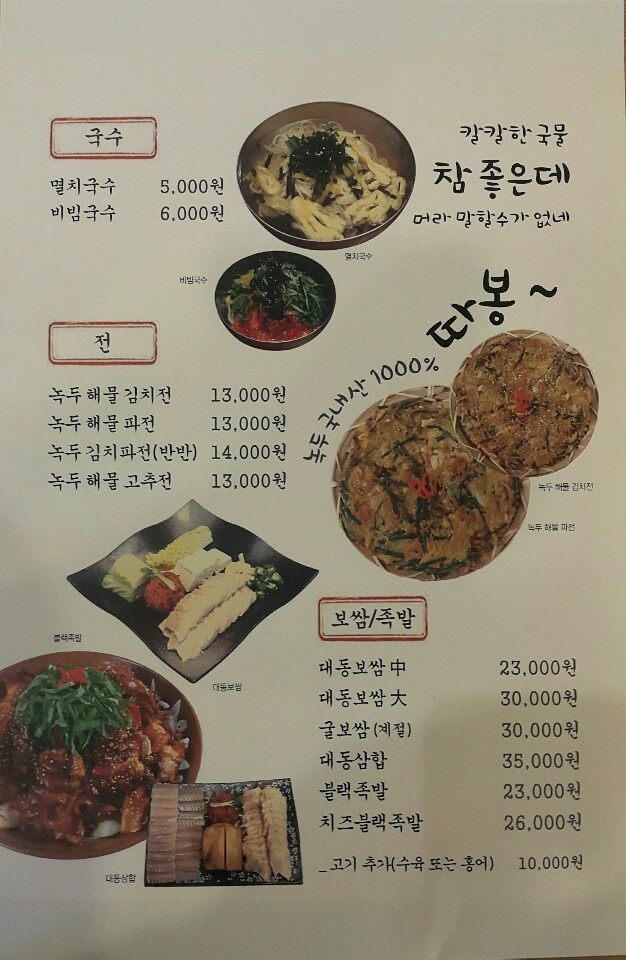 국수
멸치국수 5,000원
비빔국수 6,000원
칼칼한 국물
참 좋은데
머라 말할수가 없네
멸치국수
비빔국수
따봉~
녹두 국내산 1000%
전
녹두 해물 김치전 13,000원
녹두 해물 파전 13,000원
녹두 김치파전(반반) 14,000원
녹두 해물 고추전 13,000원
녹두 해물 김치전
녹두 해물 파전
블랙족발
대동보쌈
대동삼합
보쌈/족발
대동보쌈 中 23,000원
대동보쌈 大 30,000원
굴보쌈 (계절) 30,000원
대동삼합 35,000원
블랙족발 23,000원
치즈블랙족발 26,000원
_고기 추가(수육 또는 홍어) 10,000원